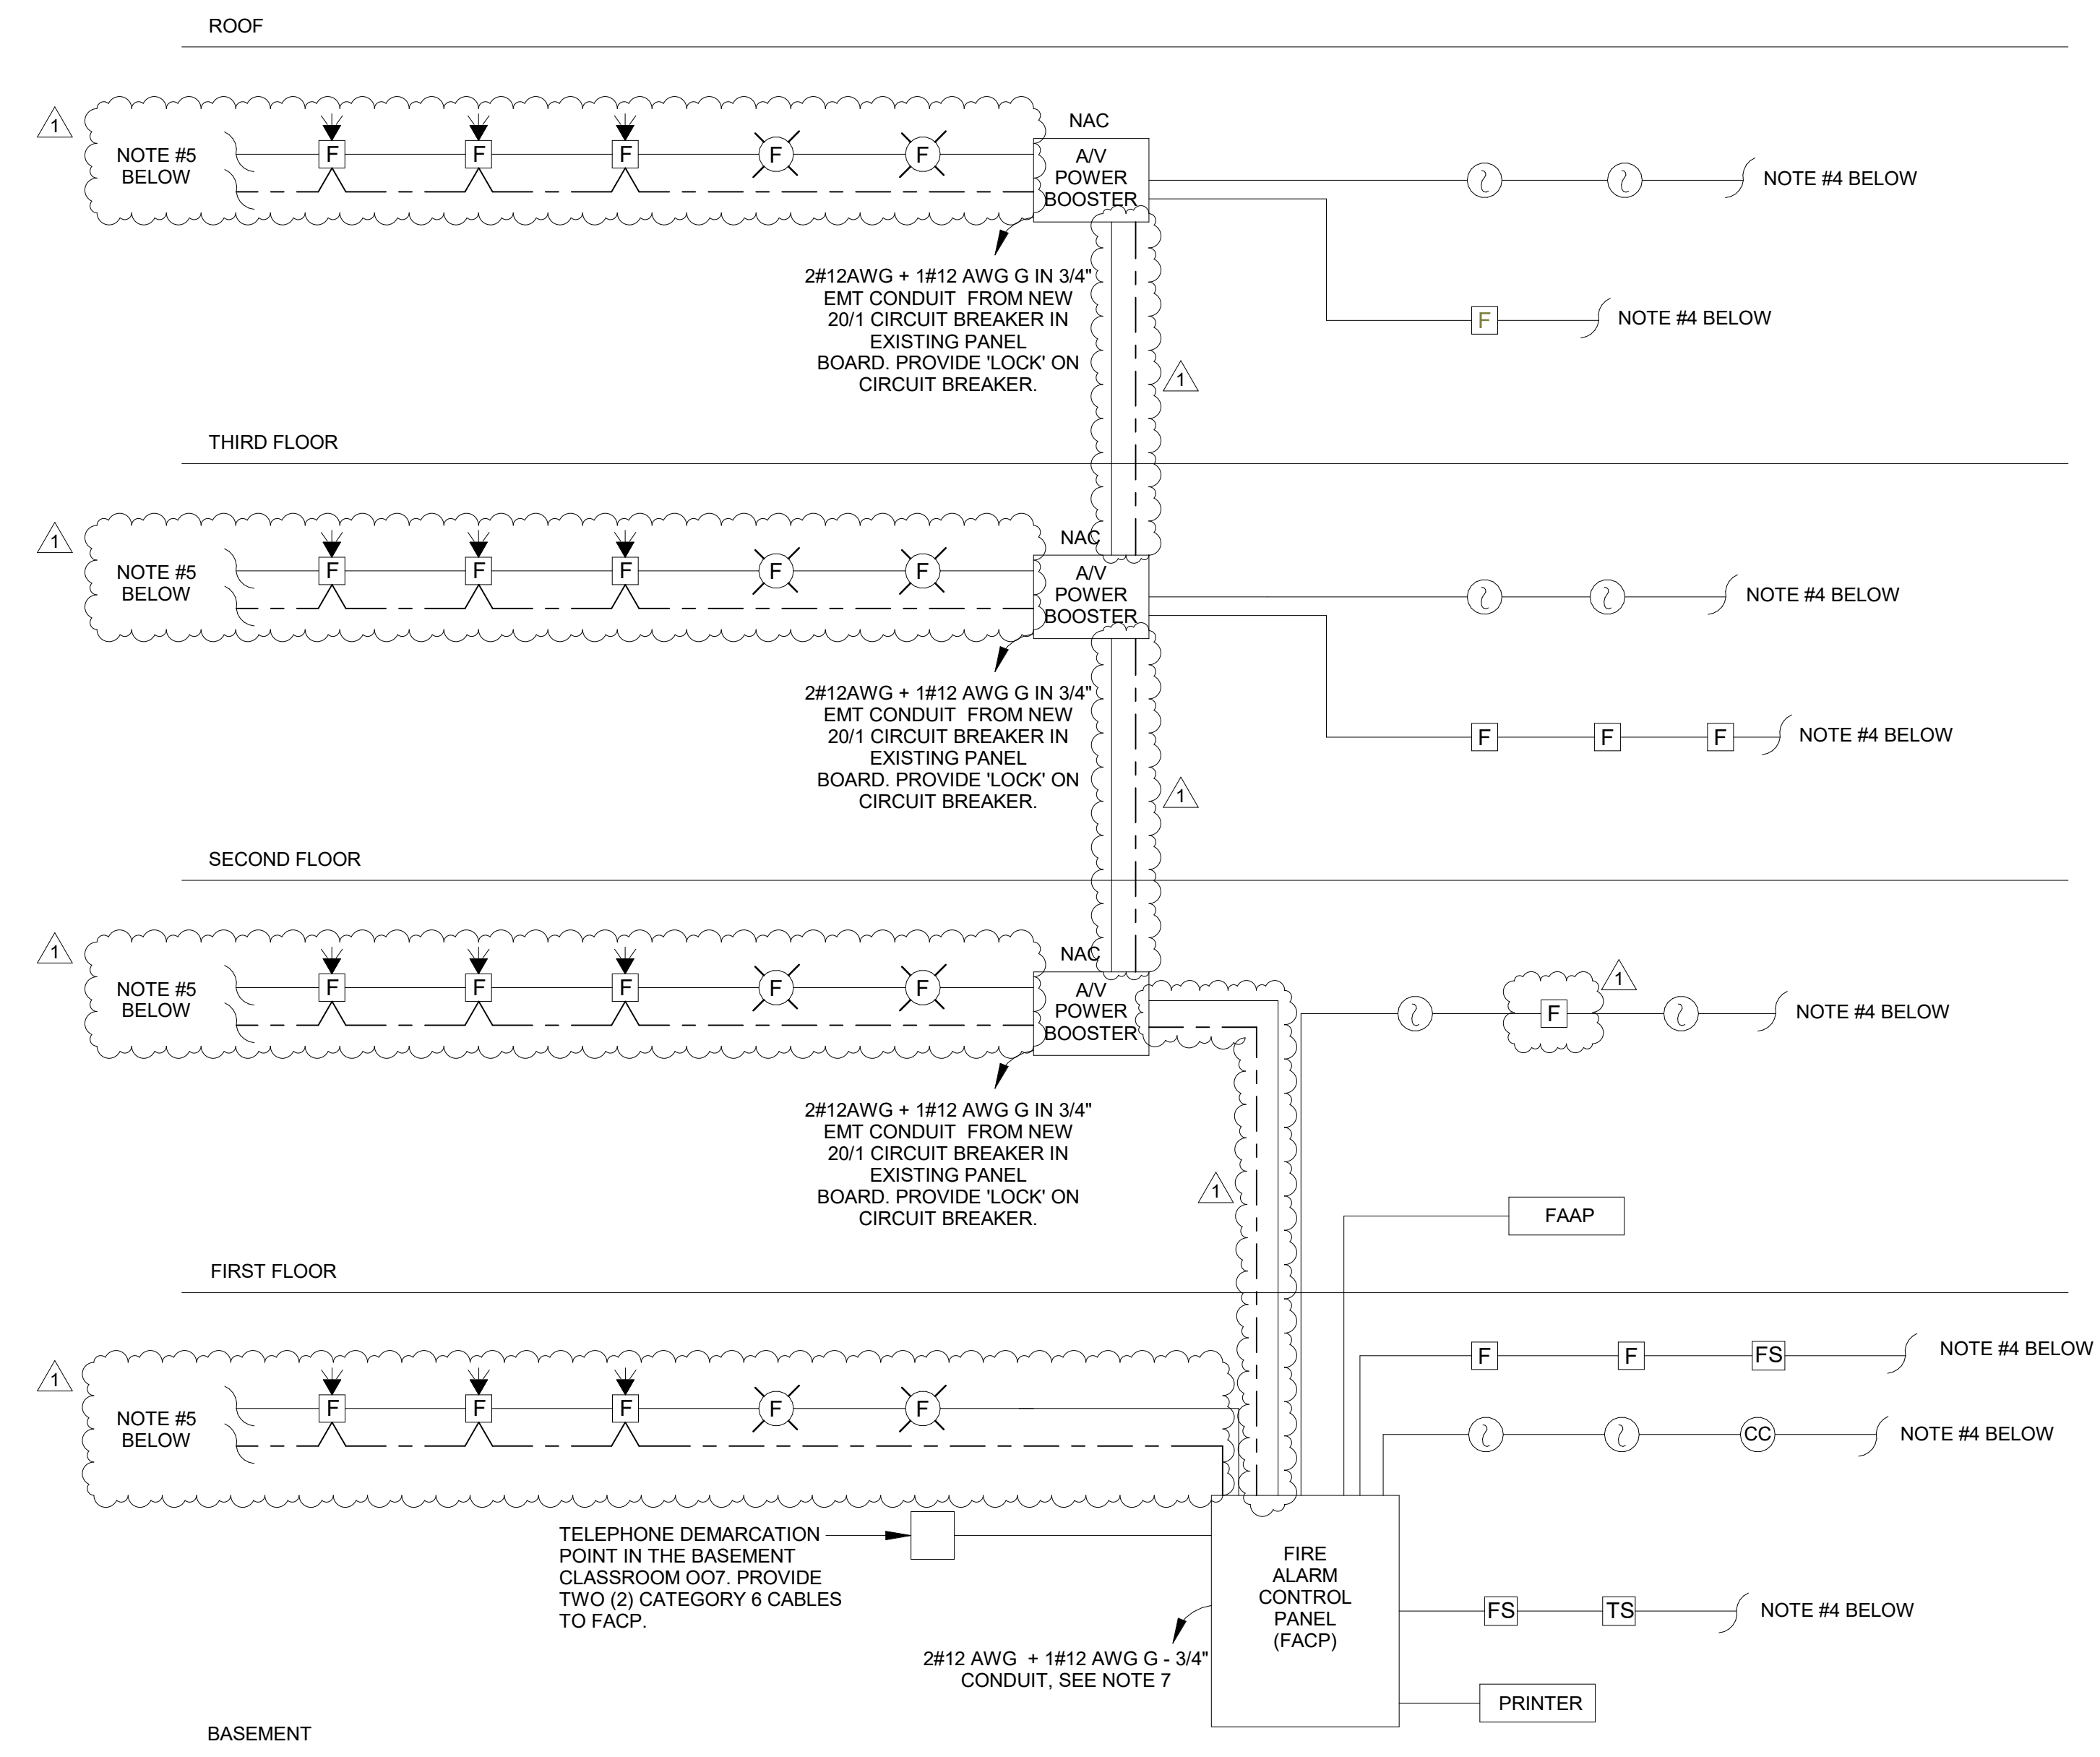 ROOF
1
NOTE #5
BELOW
F F F F F
NAC
A/V
POWER
BOOSTER
NOTE #4 BELOW
2#12AWG + 1#12 AWG G IN 3/4"
EMT CONDUIT FROM NEW
20/1 CIRCUIT BREAKER IN
EXISTING PANEL
BOARD. PROVIDE 'LOCK' ON
CIRCUIT BREAKER.
F
NOTE #4 BELOW
1
THIRD FLOOR
1
NOTE #5
BELOW
F F F F F
NAC
A/V
POWER
BOOSTER
NOTE #4 BELOW
2#12AWG + 1#12 AWG G IN 3/4"
EMT CONDUIT FROM NEW
20/1 CIRCUIT BREAKER IN
EXISTING PANEL
BOARD. PROVIDE 'LOCK' ON
CIRCUIT BREAKER.
F F F
NOTE #4 BELOW
1
SECOND FLOOR
1
NOTE #5
BELOW
F F F F F
NAC
A/V
POWER
BOOSTER
F
1
NOTE #4 BELOW
2#12AWG + 1#12 AWG G IN 3/4"
EMT CONDUIT FROM NEW
20/1 CIRCUIT BREAKER IN
EXISTING PANEL
BOARD. PROVIDE 'LOCK' ON
CIRCUIT BREAKER.
1
FAAP
FIRST FLOOR
1
NOTE #5
BELOW
F F F F F
F F FS
NOTE #4 BELOW
CC
NOTE #4 BELOW
TELEPHONE DEMARCATION
POINT IN THE BASEMENT
CLASSROOM OO7. PROVIDE
TWO (2) CATEGORY 6 CABLES
TO FACP.
FIRE
ALARM
CONTROL
PANEL
(FACP)
FS TS
NOTE #4 BELOW
2#12 AWG + 1#12 AWG G - 3/4"
CONDUIT, SEE NOTE 7
PRINTER
BASEMENT